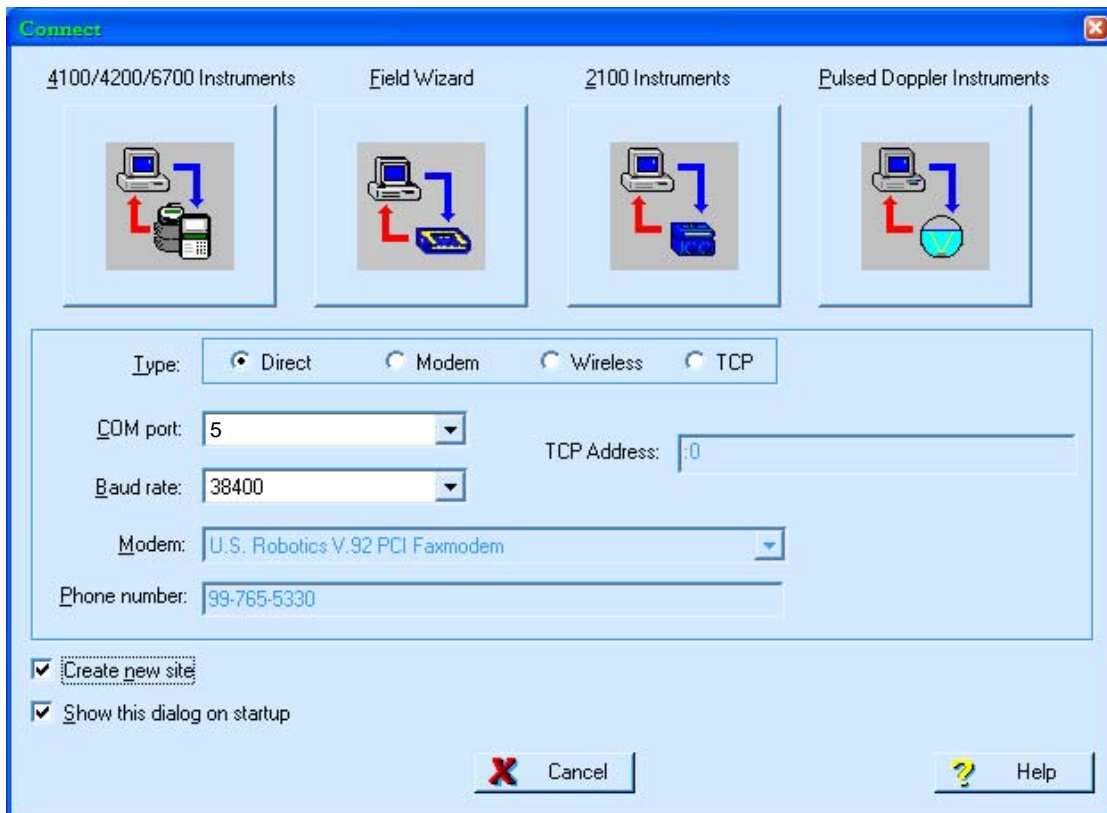 Connect
4100/4200/6700 Instruments
Field Wizard
2100 Instruments
Pulsed Doppler Instruments
Type:
Direct
Modem
Wireless
TCP
COM port:
5
TCP Address:
:0
Baud rate:
38400
Modem:
U.S. Robotics V.92 PCI Faxmodem
Phone number:
99-765-5330
Create new site
Show this dialog on startup
Cancel
Help